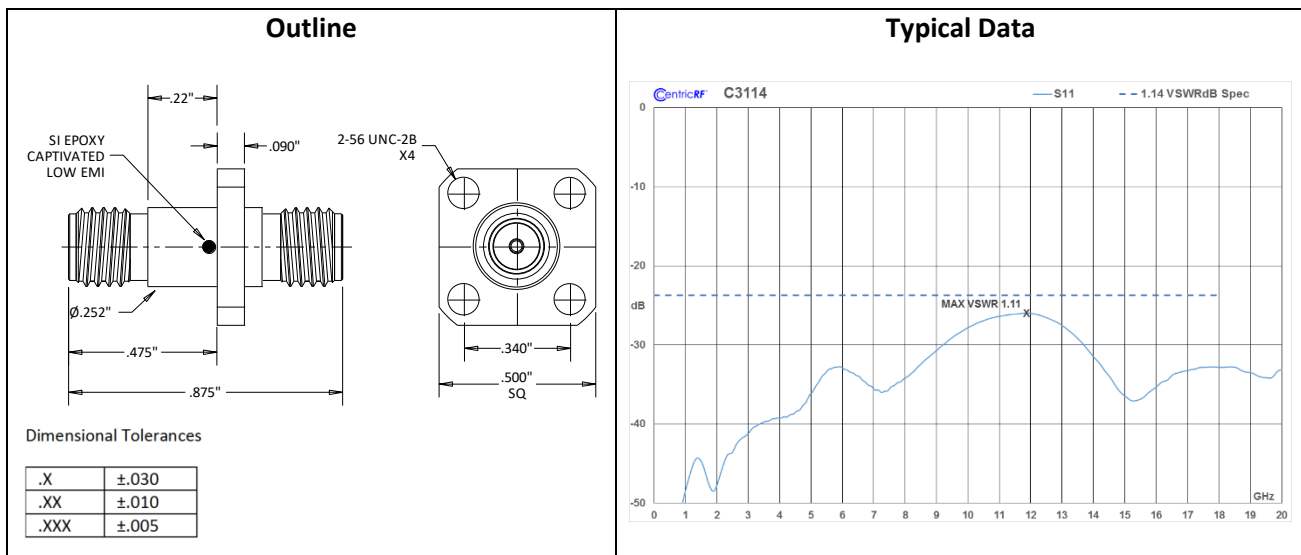 Outline
.22"
SI EPOXY
CAPTIVATED
LOW EMI
.090"
2-56 UNC-2B
X4
Ø.252"
.475"
.875"
.340"
.500"
SQ
Dimensional Tolerances
.X ±.030
.XX ±.010
.XXX ±.005
Typical Data
CentricRF C3114
S11
1.14 VSWRdB Spec
0
-10
-20
dB
-30
-40
-50
MAX VSWR 1.11
X
GHz
0 1 2 3 4 5 6 7 8 9 10 11 12 13 14 15 16 17 18 19 20